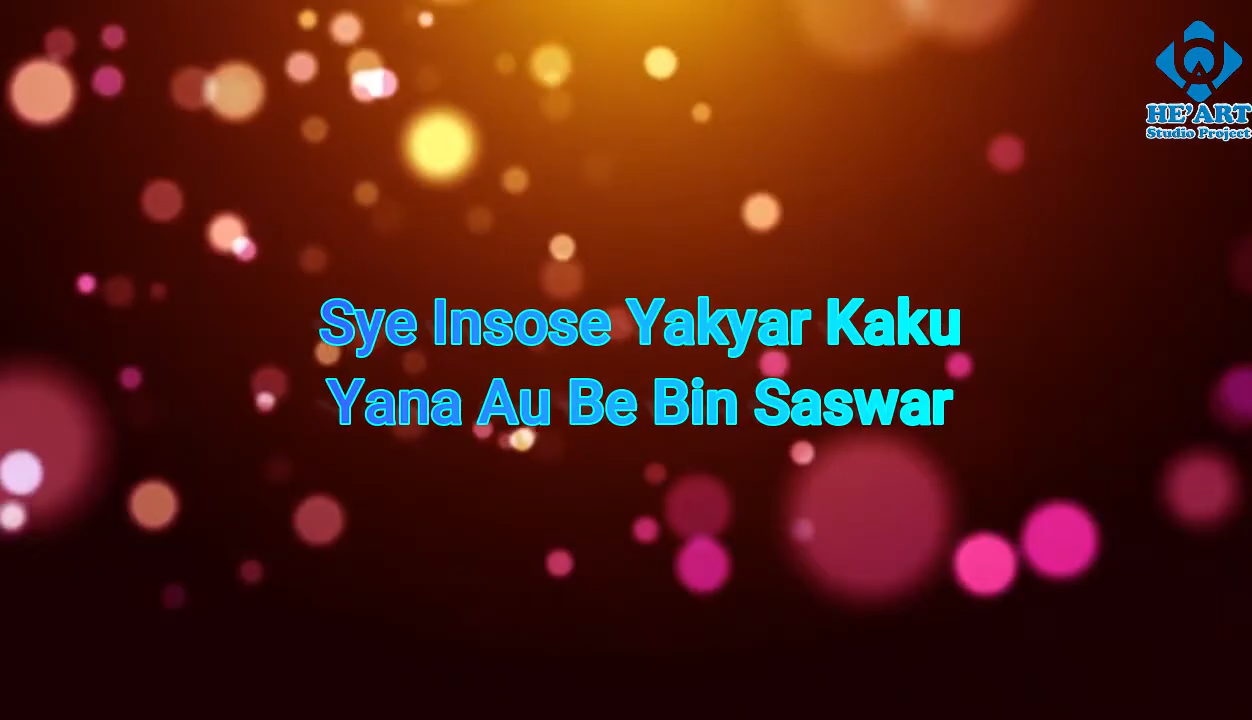 HE'ART
Studio Project
Sye Insose Yakyar Kaku
Yana Au Be Bin Saswar